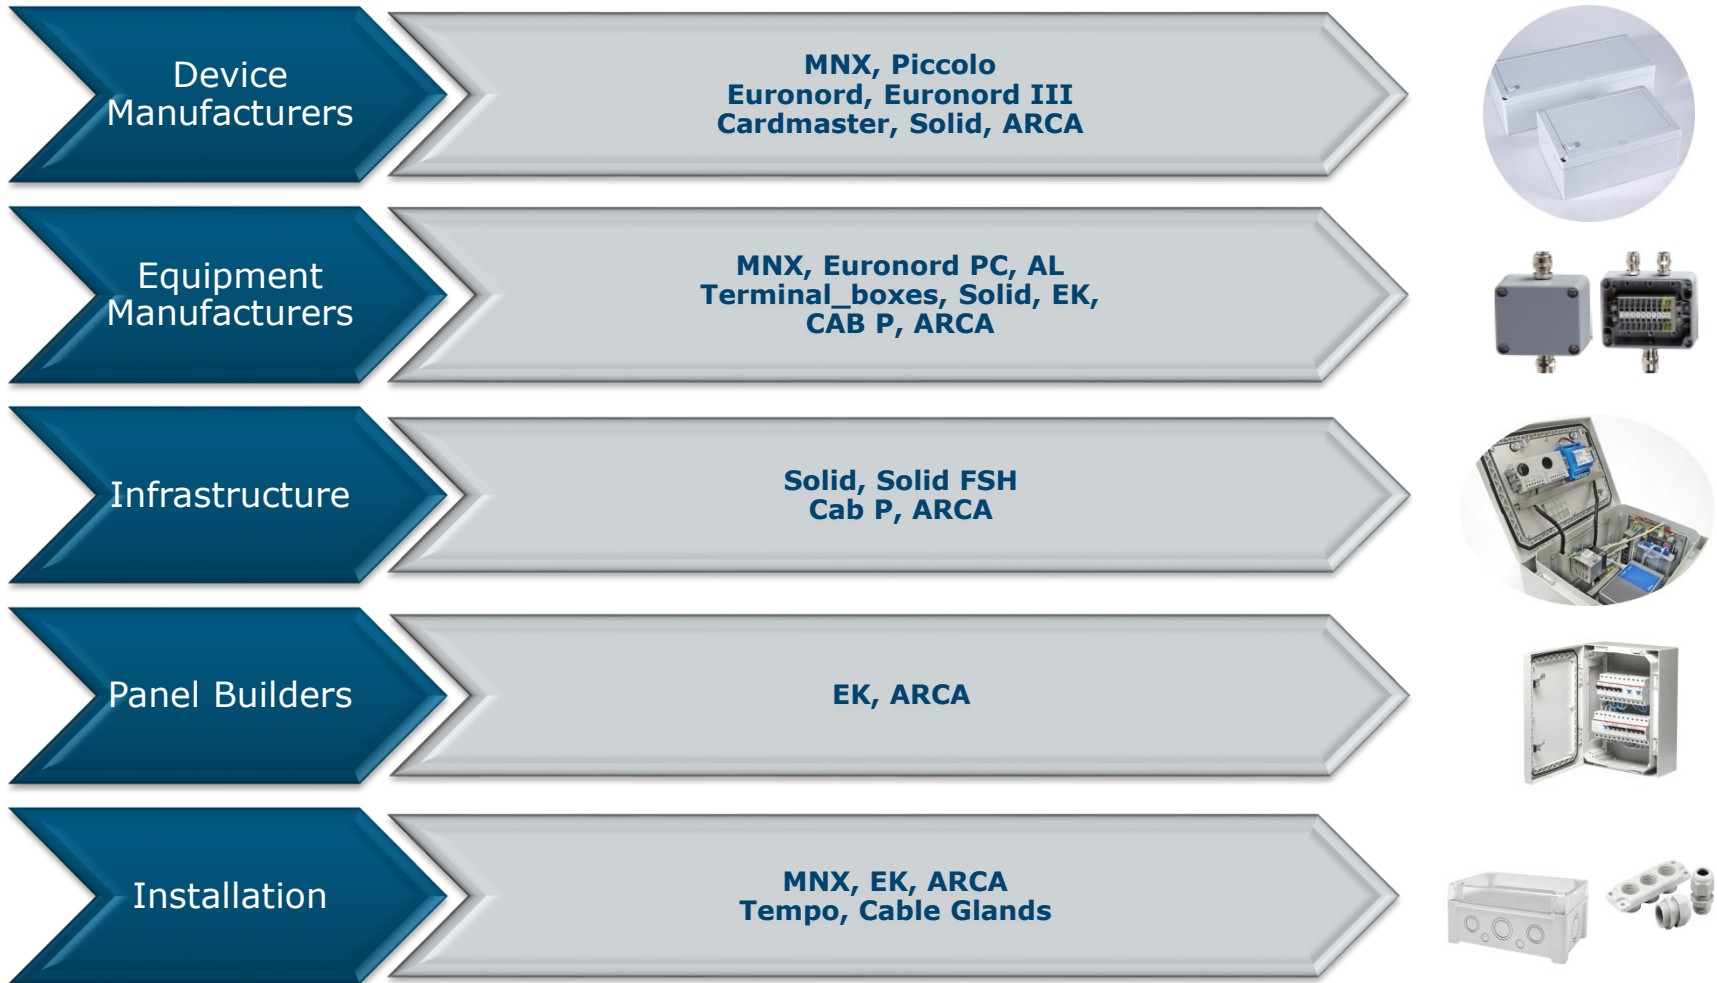 Device
Manufacturers
MNX, Piccolo
Euronord, Euronord III
Cardmaster, Solid, ARCA
Equipment
Manufacturers
MNX, Euronord PC, AL
Terminal_boxes, Solid, EK,
CAB P, ARCA
Infrastructure
Solid, Solid FSH
Cab P, ARCA
Panel Builders
EK, ARCA
Installation
MNX, EK, ARCA
Tempo, Cable Glands